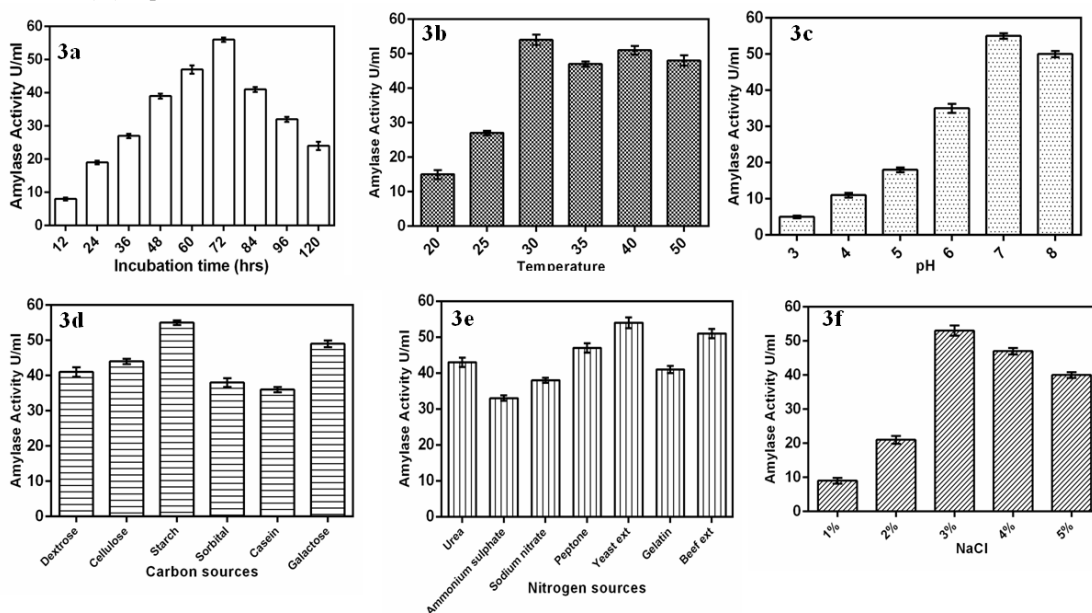 3a
Amylase Activity U/ml
60
50
40
30
20
10
0
12 24 36 48 60 72 84 96 120
Incubation time (hrs)
3b
Amylase Activity U/ml
60
50
40
30
20
10
0
20 25 30 35 40 50
Temperature
3c
Amylase Activity U/ml
60
50
40
30
20
10
0
3 4 5 6 7 8
pH
3d
Amylase Activity U/ml
60
50
40
30
20
10
0
Dextrose Cellulose Starch Sorbital Casein Galactose
Carbon sources
3e
Amylase Activity U/ml
60
50
40
30
20
10
0
Urea Ammonium sulphate Sodium nitrate Peptone Yeast ext Gelatin Beef ext
Nitrogen sources
3f
Amylase Activity U/ml
60
50
40
30
20
10
0
1% 2% 3% 4% 5%
NaCl